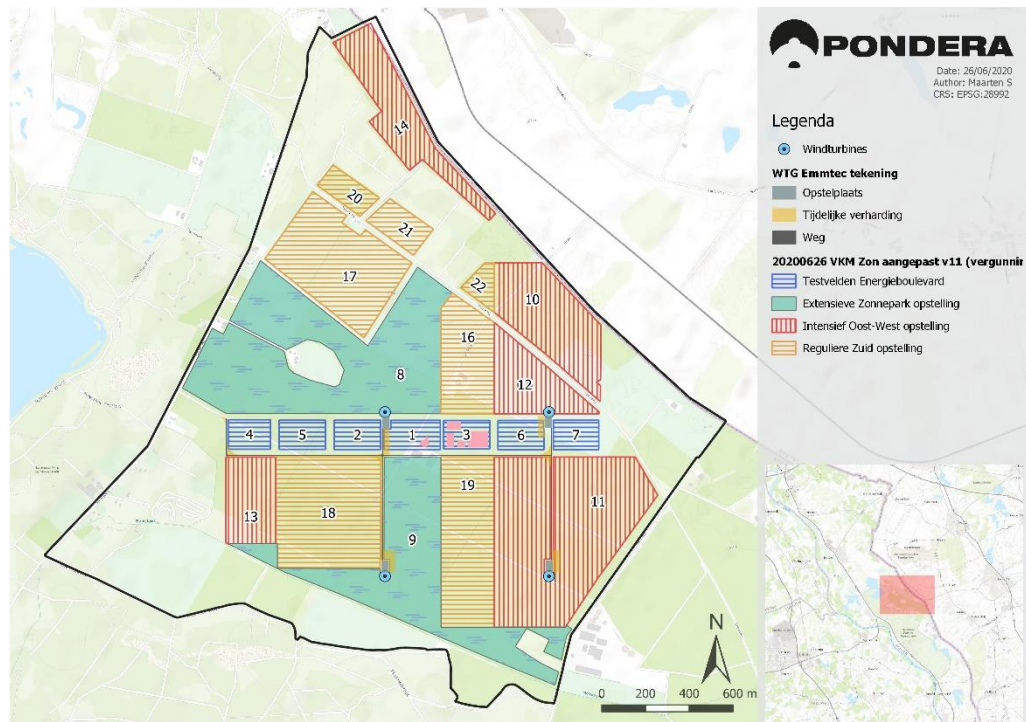 PONDERA
Date: 26/06/2020
Author: Maarten S
CRS: EPSG:28992
Legenda
Windturbines
WTG Emmtec tekening
Opstelplaats
Tijdelijke verharding
Weg
20200626 VKM Zon aangepast v11 (vergunnin
Testvelden Energieboulevard
Extensieve Zonnepark opstelling
Intensief Oost-West opstelling
Reguliere Zuid opstelling
14
20
21
17
22
10
16
8
12
4
5
2
1
3
6
7
13
18
9
19
11
N
0 200 400 600 m